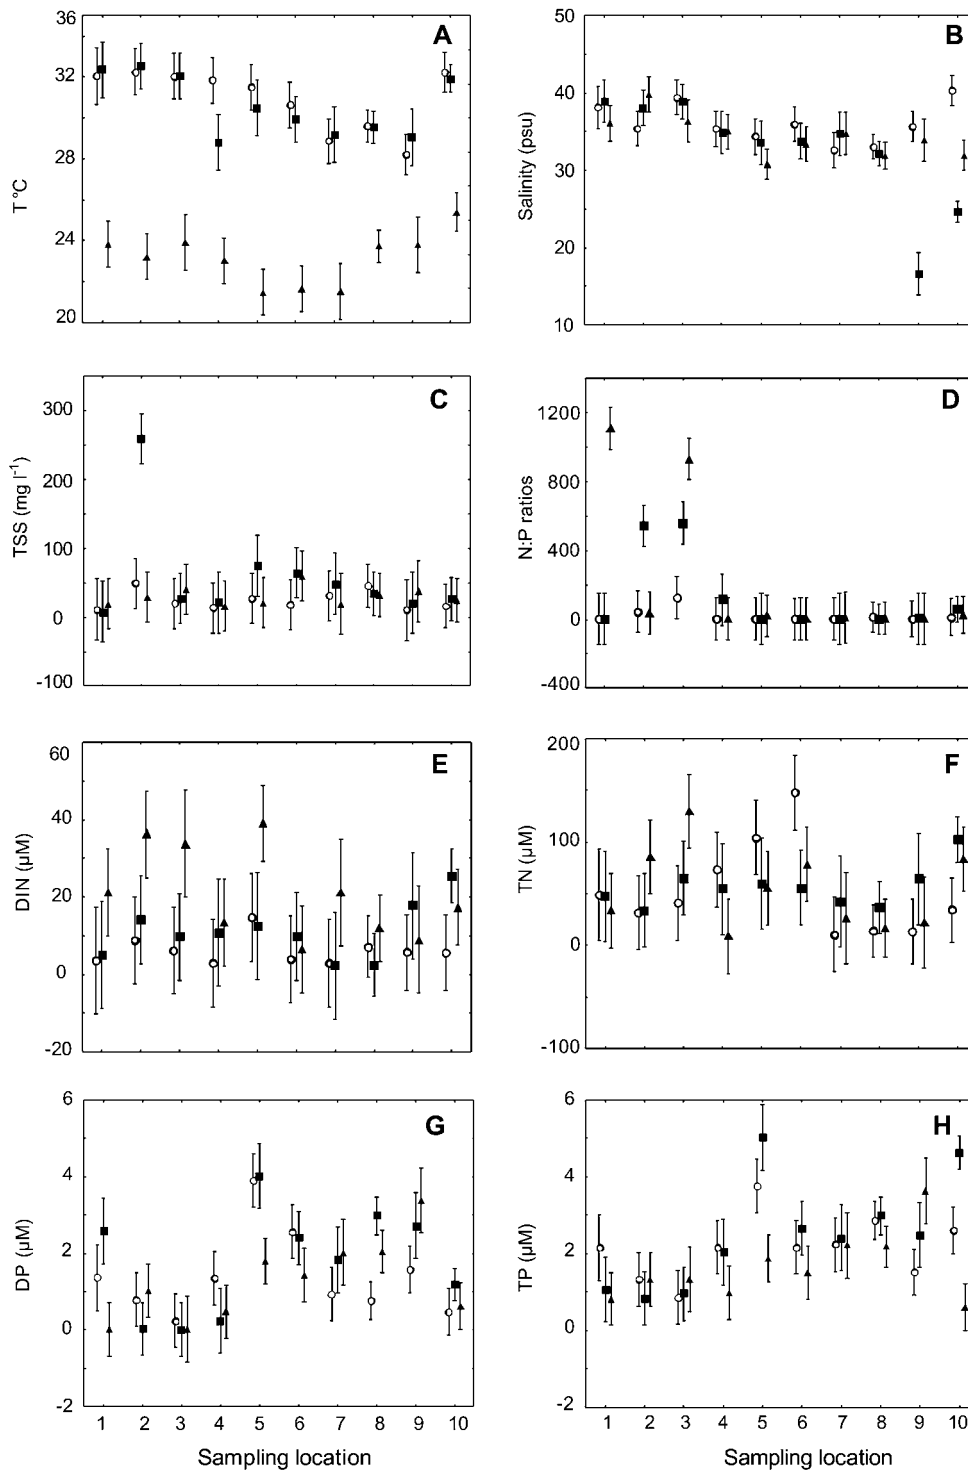 A
36
32
28
24
20
T °C
B
50
40
30
20
10
Salinity (psu)
C
300
200
100
0
-100
TSS (mg l-1)
D
1200
800
400
0
-400
N:P ratios
E
60
40
20
0
-20
DIN (µM)
F
200
100
0
-100
TN (µM)
G
6
4
2
0
-2
DP (µM)
1 2 3 4 5 6 7 8 9 10
Sampling location
H
6
4
2
0
-2
TP (µM)
1 2 3 4 5 6 7 8 9 10
Sampling location